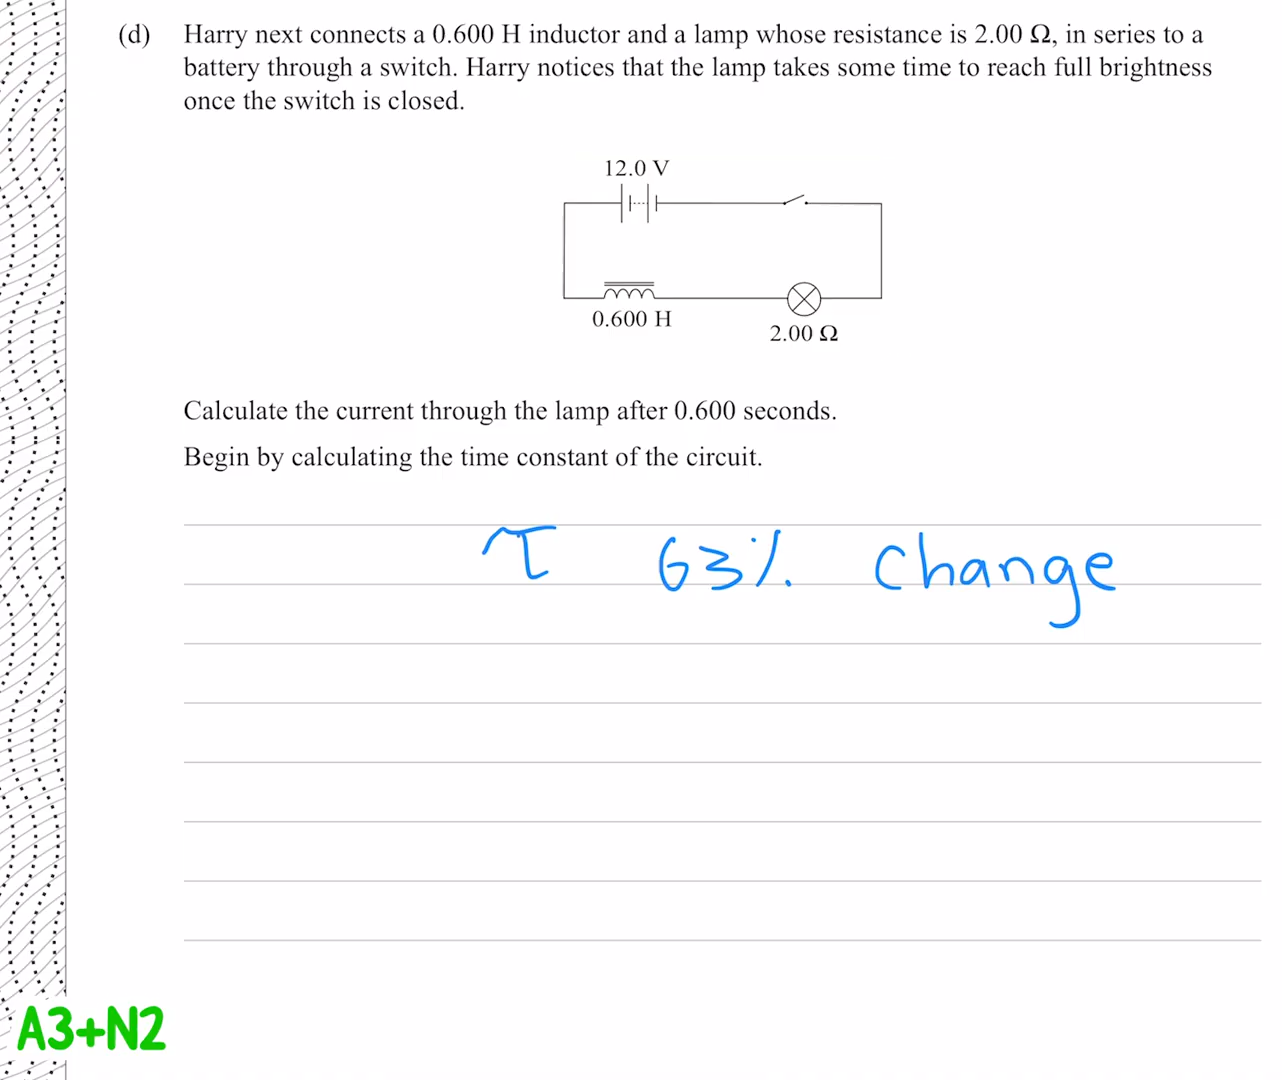 (d) Harry next connects a 0.600 H inductor and a lamp whose resistance is 2.00 Ω, in series to a
battery through a switch. Harry notices that the lamp takes some time to reach full brightness
once the switch is closed.
12.0 V
0.600 H
2.00 Ω
Calculate the current through the lamp after 0.600 seconds.
Begin by calculating the time constant of the circuit.
τ 63% change
A3+N2